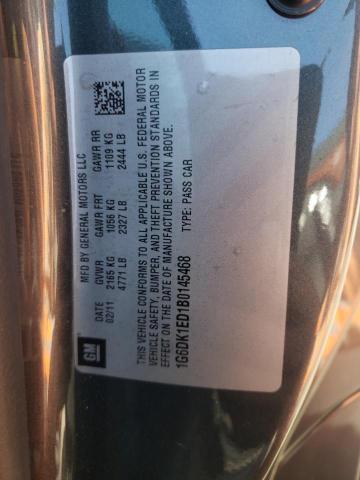 GM
MFD BY GENERAL MOTORS LLC
DATE GVWR GAWR FRT GAWR RR
02/11 2165 KG 1056 KG 1109 KG
4771 LB 2327 LB 2444 LB
THIS VEHICLE CONFORMS TO ALL APPLICABLE U.S. FEDERAL MOTOR
VEHICLE SAFETY, BUMPER, AND THEFT PREVENTION STANDARDS IN
EFFECT ON THE DATE OF MANUFACTURE SHOWN ABOVE.
1G6DK1ED1B0145468 TYPE: PASS CAR